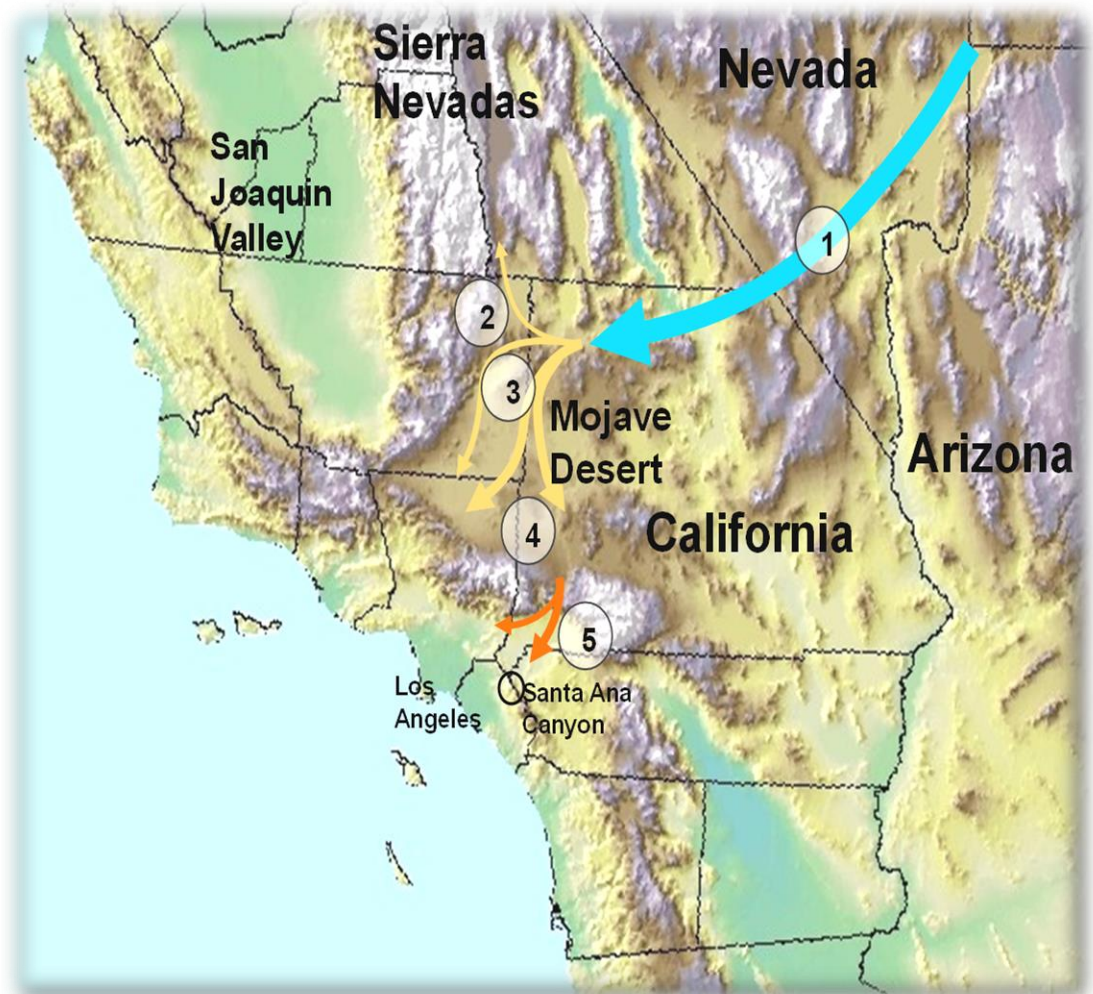 Sierra
Nevadas
Nevada
San
Joaquin
Valley
1
2
3
Mojave
Desert
Arizona
4
California
5
Los
Angeles
Santa Ana
Canyon